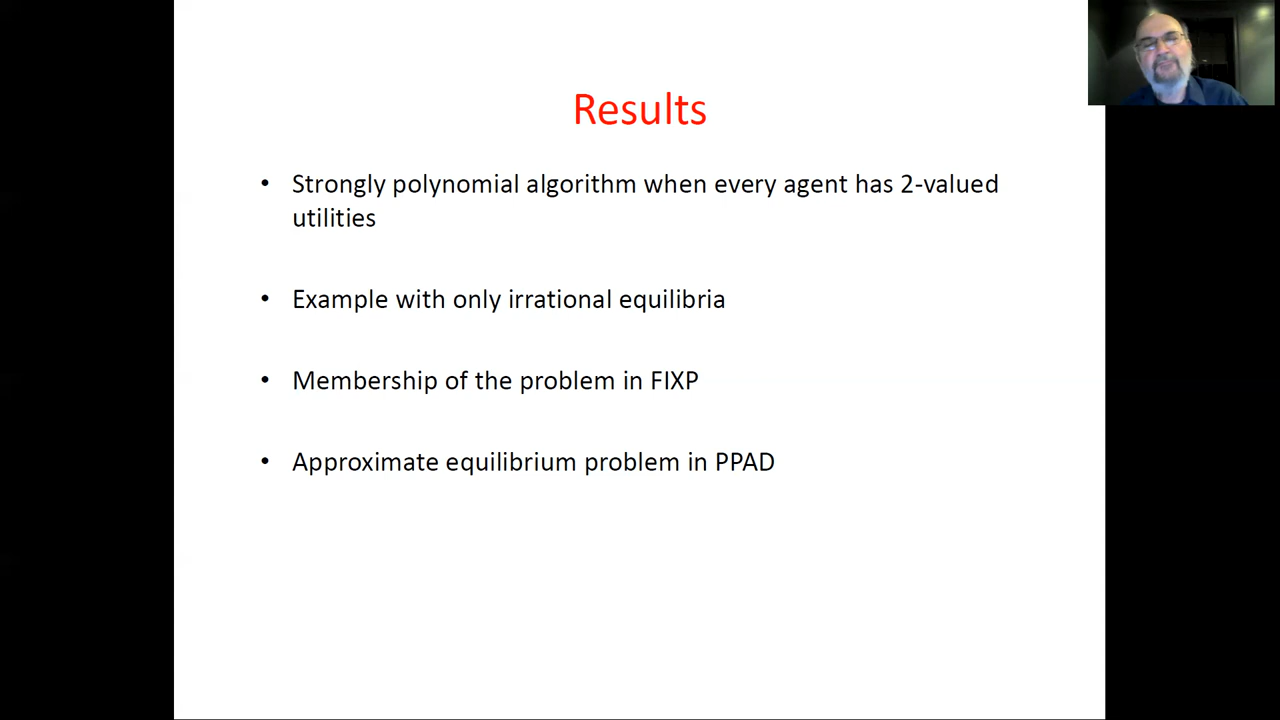 Results
• Strongly polynomial algorithm when every agent has 2-valued
utilities
• Example with only irrational equilibria
• Membership of the problem in FIXP
• Approximate equilibrium problem in PPAD